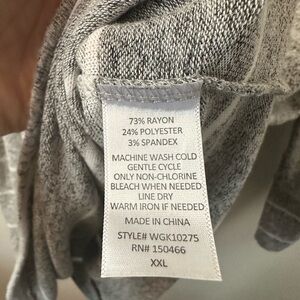 73% RAYON
24% POLYESTER
3% SPANDEX
MACHINE WASH COLD
GENTLE CYCLE
ONLY NON-CHLORINE
BLEACH WHEN NEEDED
LINE DRY
WARM IRON IF NEEDED
MADE IN CHINA
STYLE# WGK10275
RN# 150466
XXL